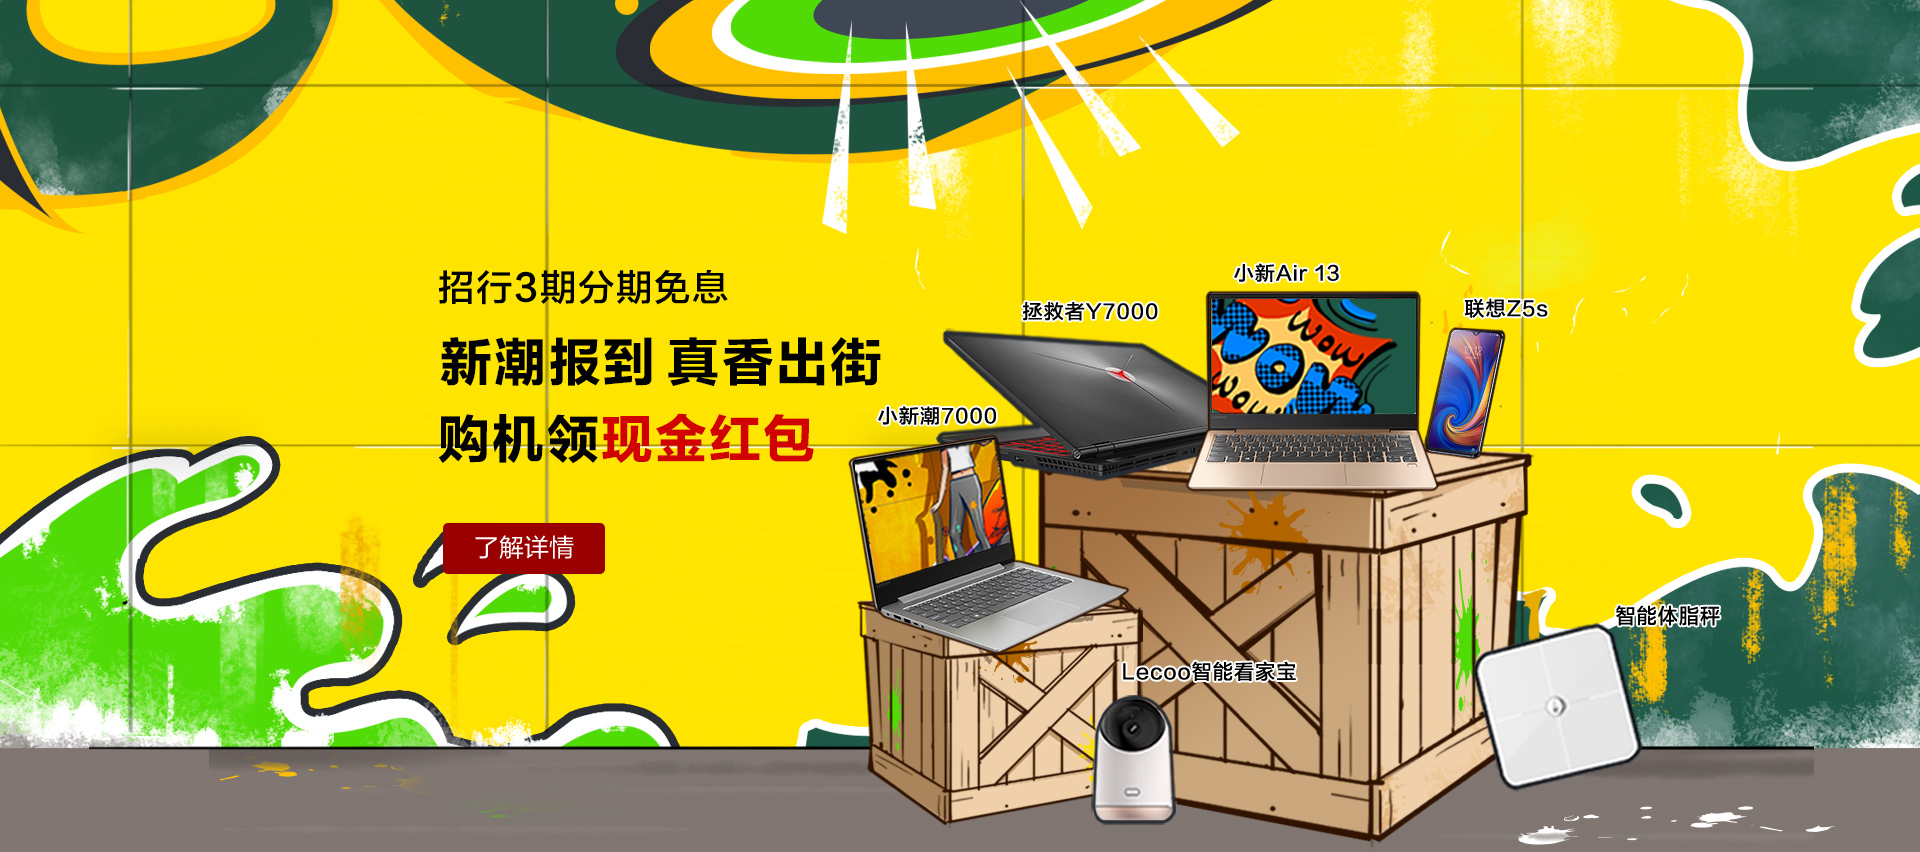 招行3期分期免息
新潮报到 真香出街
购机领现金红包
了解详情
小新潮7000
拯救者Y7000
小新Air 13
联想Z5s
Lecoo智能看家宝
智能体脂秤